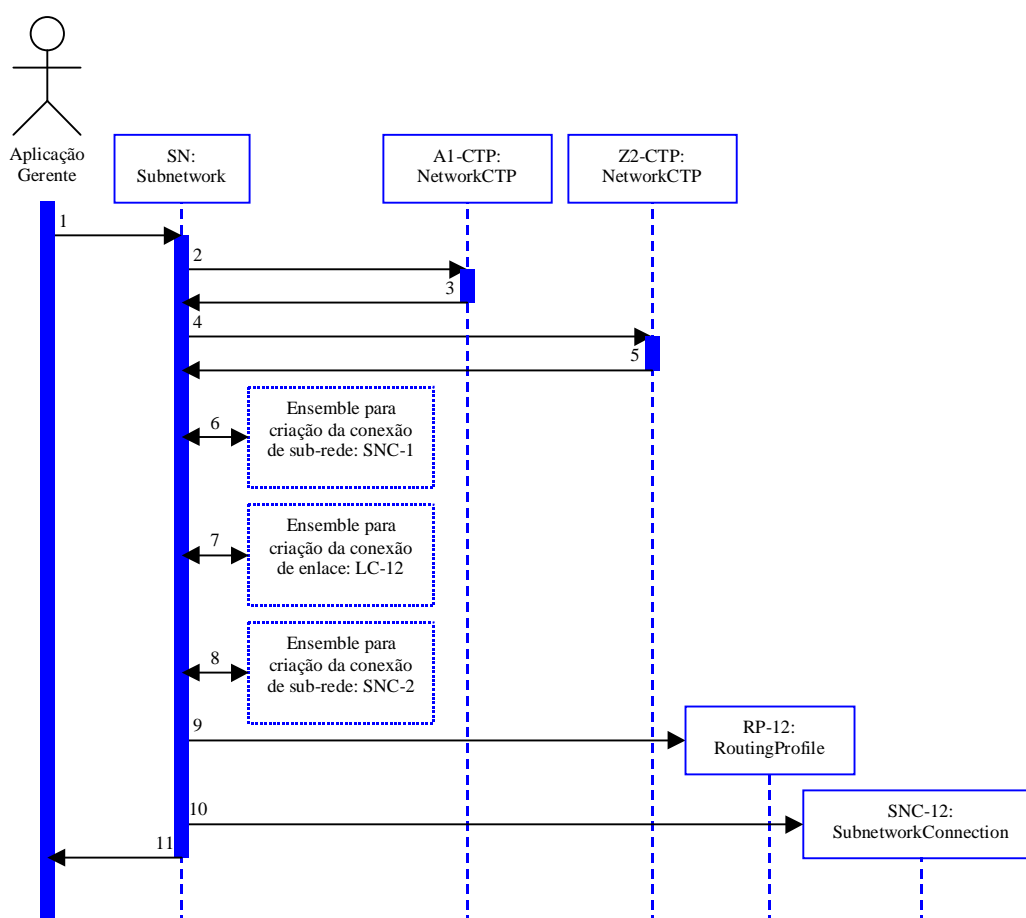 Aplicação
Gerente
SN:
Subnetwork
A1-CTP:
NetworkCTP
Z2-CTP:
NetworkCTP
1
2
3
4
5
6
Ensemble para
criação da conexão
de sub-rede: SNC-1
7
Ensemble para
criação da conexão
de enlace: LC-12
8
Ensemble para
criação da conexão
de sub-rede: SNC-2
9
RP-12:
RoutingProfile
10
SNC-12:
SubnetworkConnection
11